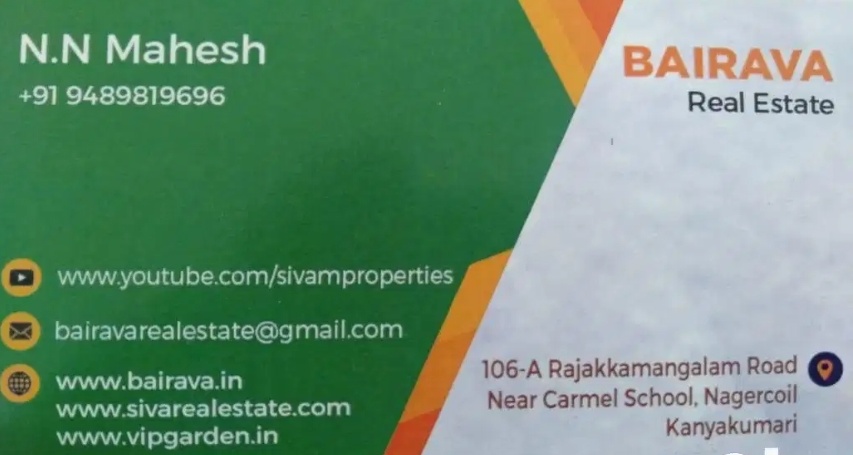 N.N Mahesh
+91 9489819696
BAIRAVA
Real Estate
www.youtube.com/sivamproperties
bairavarealestate@gmail.com
www.bairava.in
www.sivarealestate.com
www.vipgarden.in
106-A Rajakkamangalam Road
Near Carmel School, Nagercoil
Kanyakumari